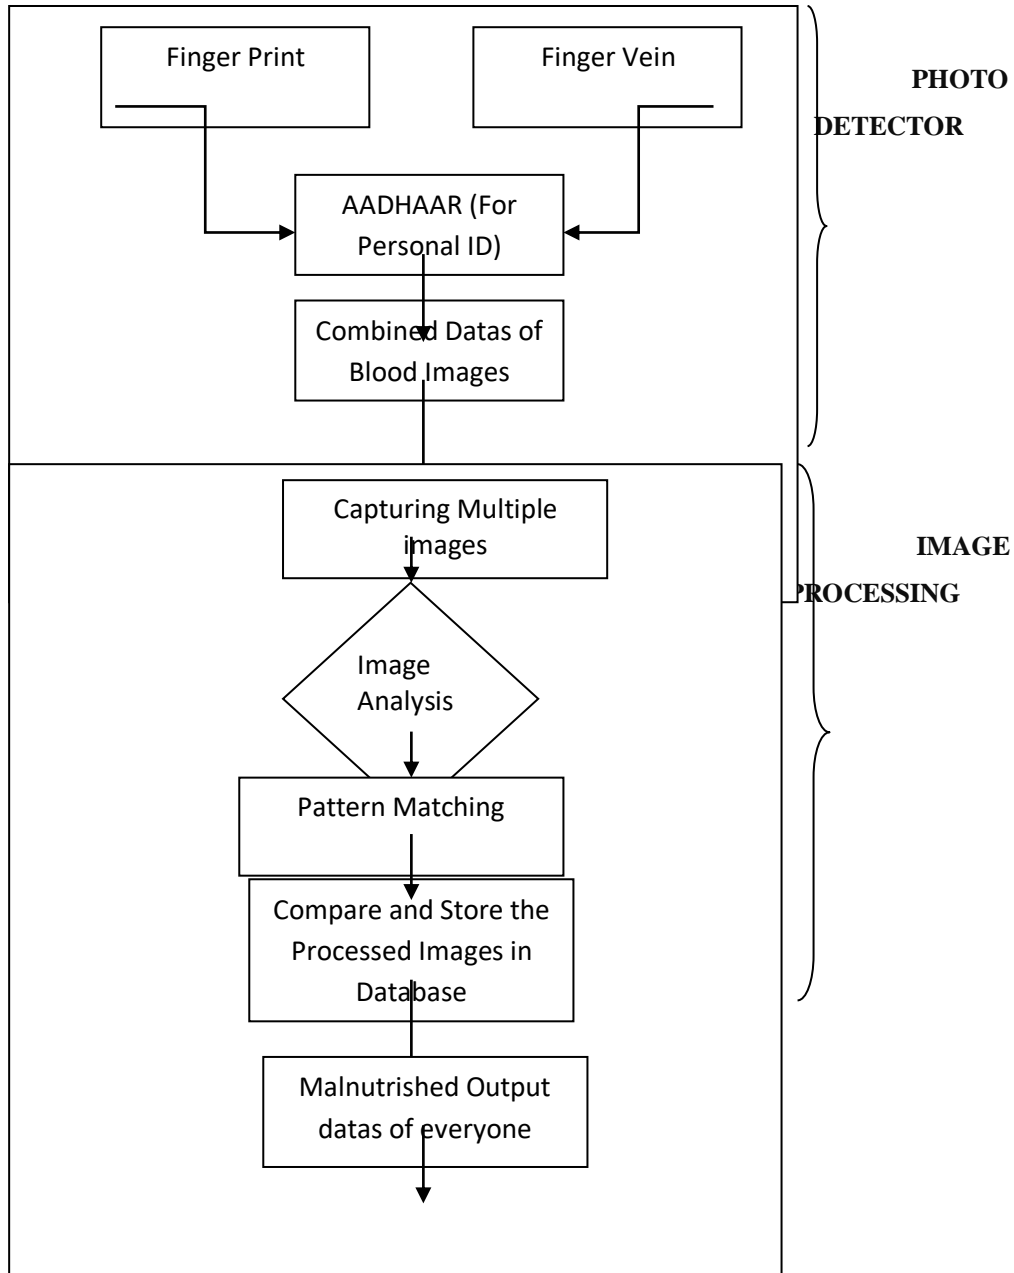 Finger Print
Finger Vein
PHOTO
DETECTOR
AADHAAR (For
Personal ID)
Combined Datas of
Blood Images
Capturing Multiple
images
IMAGE
PROCESSING
Image
Analysis
Pattern Matching
Compare and Store the
Processed Images in
Database
Malnutrished Output
datas of everyone